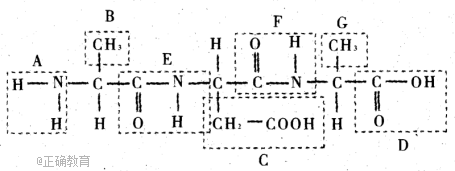 B F G
A CH₃ E H O H CH₃
H N C C N C C N C C OH
H H O H CH₂ COOH H O
C D
@正确教育